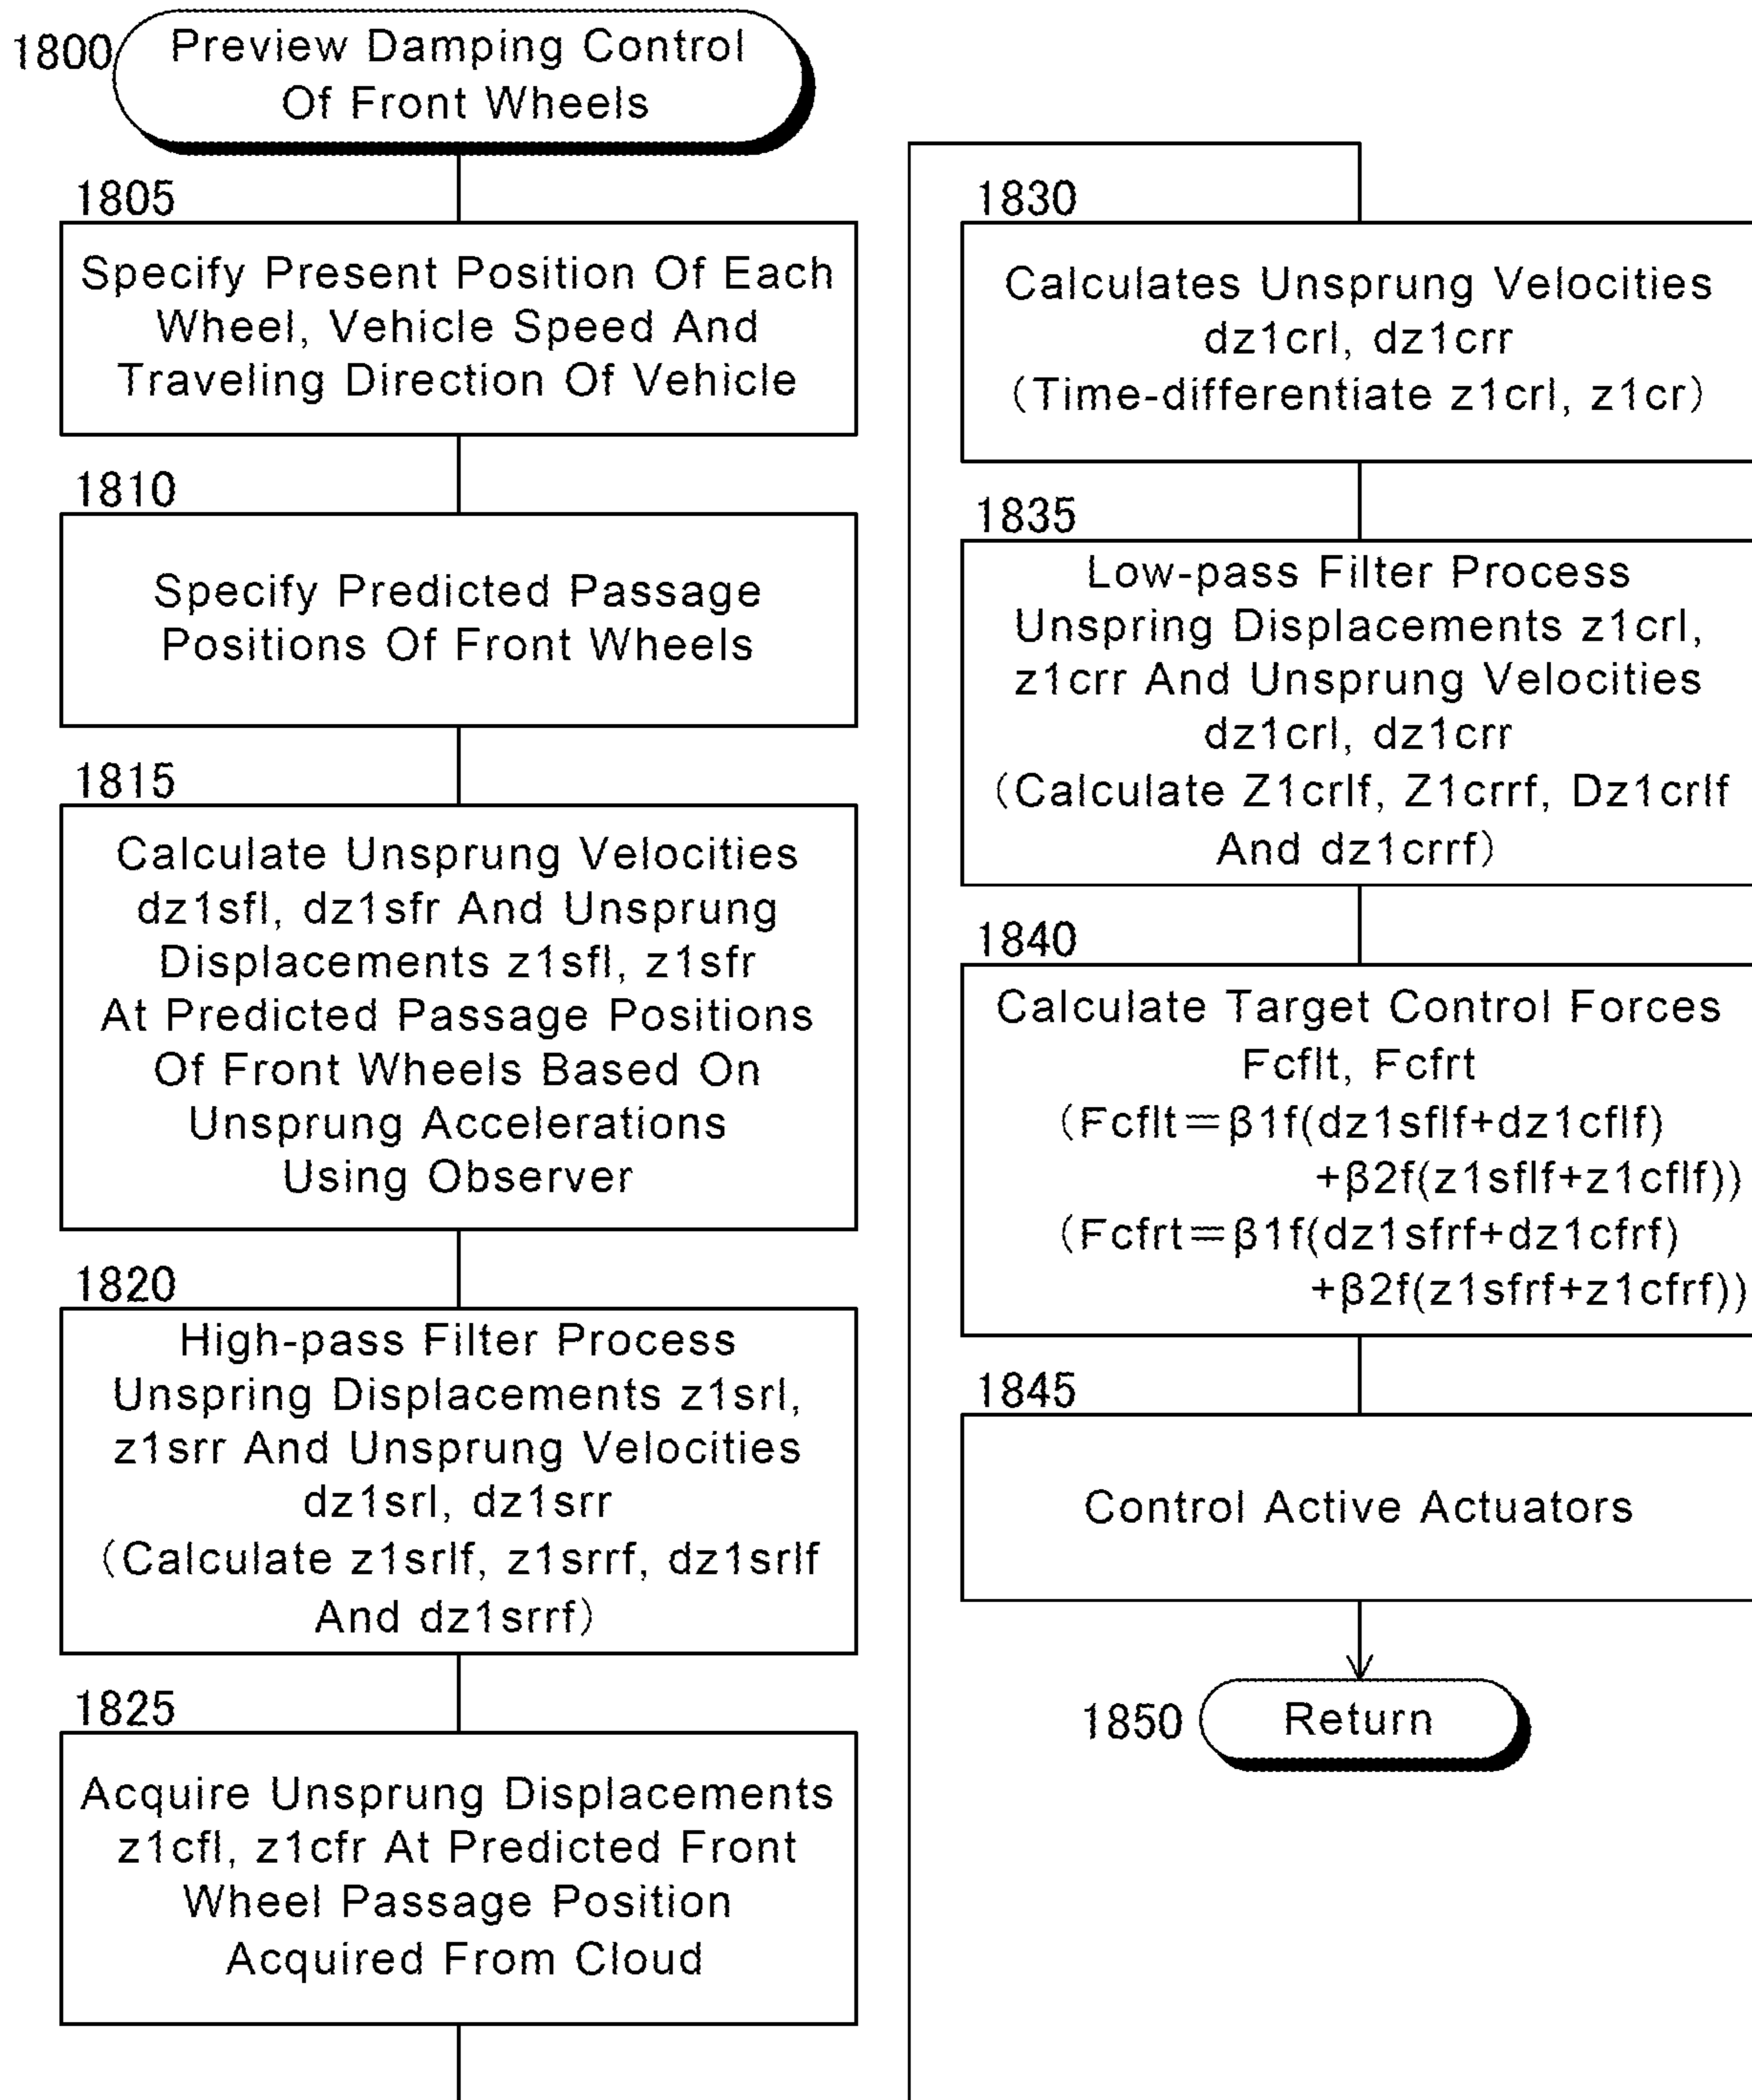 1800
Preview Damping Control
Of Front Wheels
1805
Specify Present Position Of Each
Wheel, Vehicle Speed And
Traveling Direction Of Vehicle
1810
Specify Predicted Passage
Positions Of Front Wheels
1815
Calculate Unsprung Velocities
dz1sfl, dz1sfr And Unsprung
Displacements z1sfl, z1sfr
At Predicted Passage Positions
Of Front Wheels Based On
Unsprung Accelerations
Using Observer
1820
High-pass Filter Process
Unspring Displacements z1srl,
z1srr And Unsprung Velocities
dz1srl, dz1srr
(Calculate z1srlf, z1srrf, dz1srlf
And dz1srrf)
1825
Acquire Unsprung Displacements
z1cfl, z1cfr At Predicted Front
Wheel Passage Position
Acquired From Cloud
1830
Calculates Unsprung Velocities
dz1crl, dz1crr
(Time-differentiate z1crl, z1cr)
1835
Low-pass Filter Process
Unspring Displacements z1crl,
z1crr And Unsprung Velocities
dz1crl, dz1crr
(Calculate Z1crlf, Z1crrf, Dz1crlf
And dz1crrf)
1840
Calculate Target Control Forces
Fcflt, Fcfrt
(Fcflt=β1f(dz1sflf+dz1cflf)
+β2f(z1sflf+z1cflf))
(Fcfrt=β1f(dz1sfrf+dz1cfrf)
+β2f(z1sfrf+z1cfrf))
1845
Control Active Actuators
1850
Return